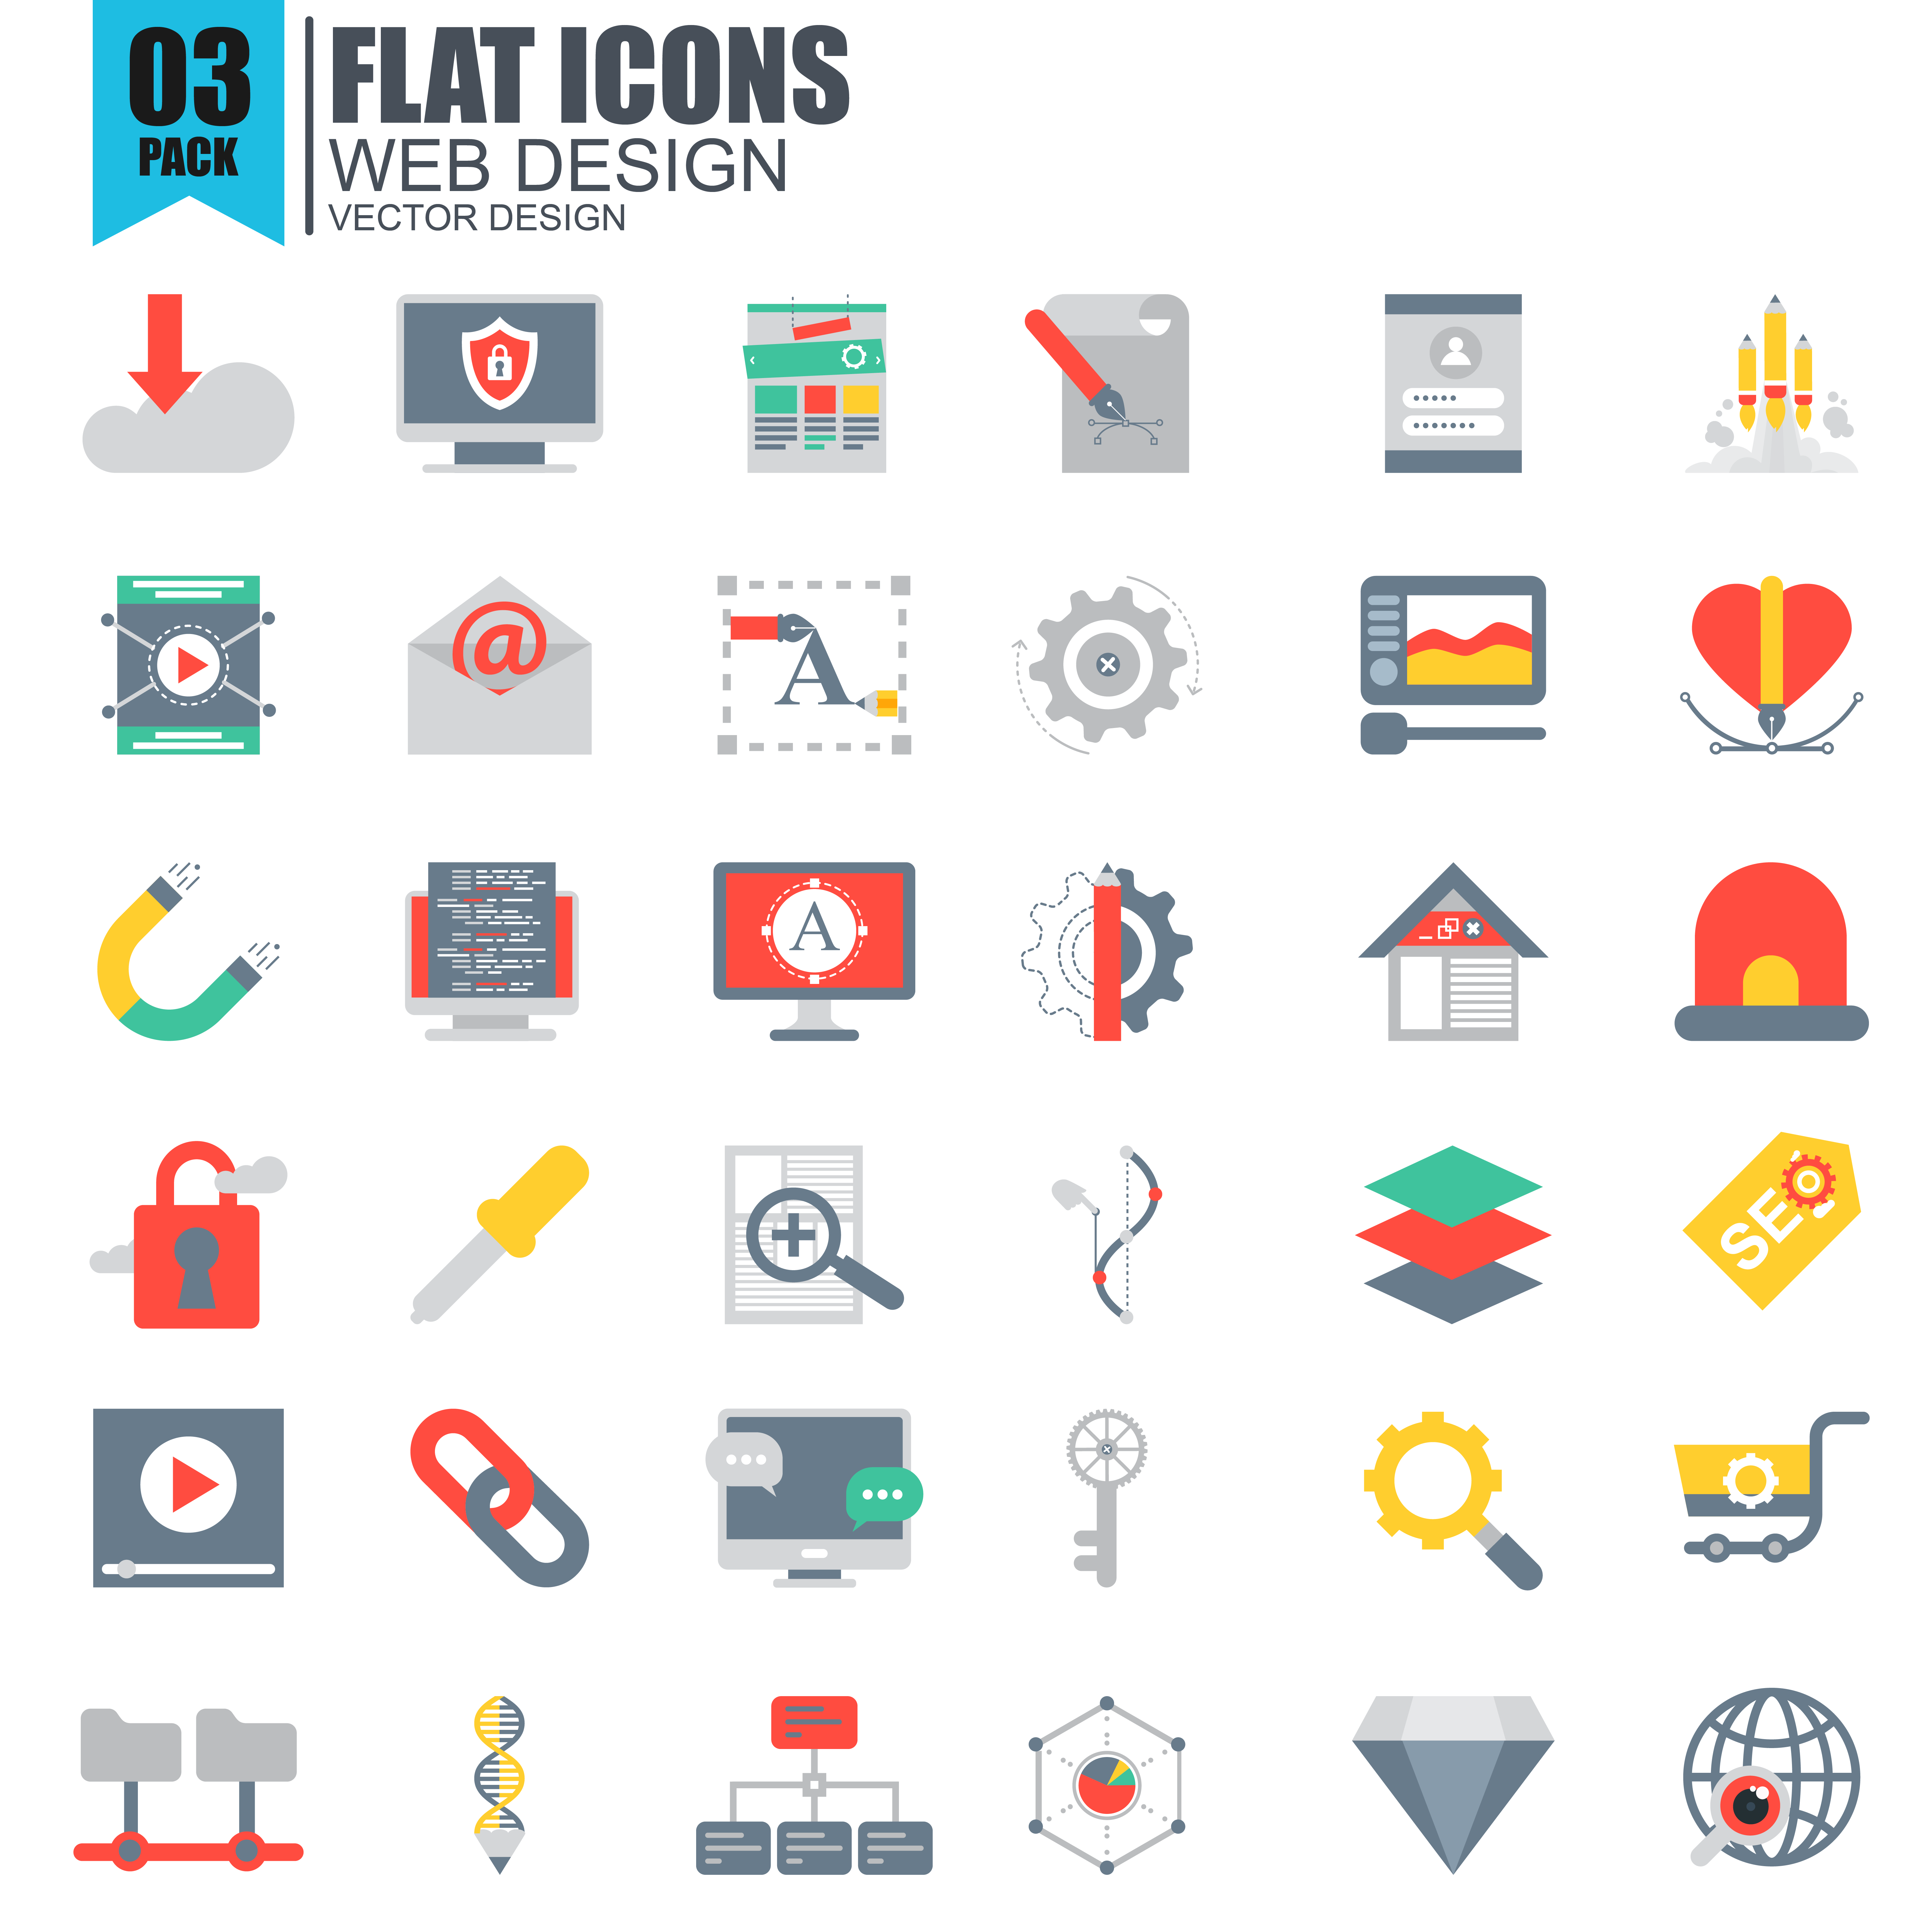 03
PACK
FLAT ICONS
WEB DESIGN
VECTOR DESIGN
@
A
A
SEO